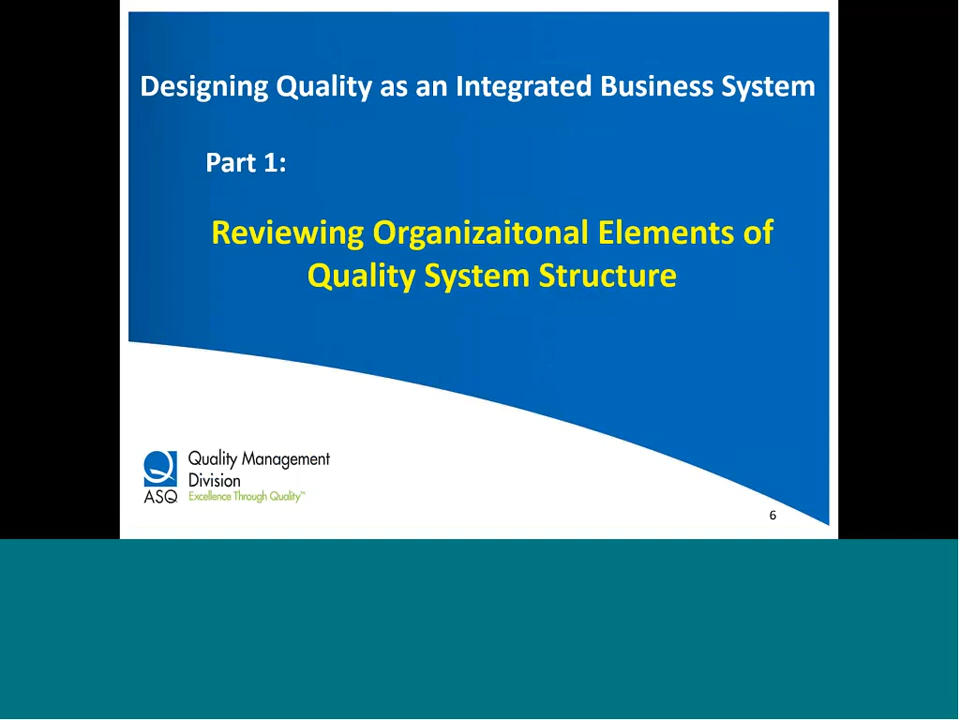 Designing Quality as an Integrated Business System
Part 1:
Reviewing Organizaitonal Elements of
Quality System Structure
Quality Management
Division
ASQ Excellence Through Quality™
6